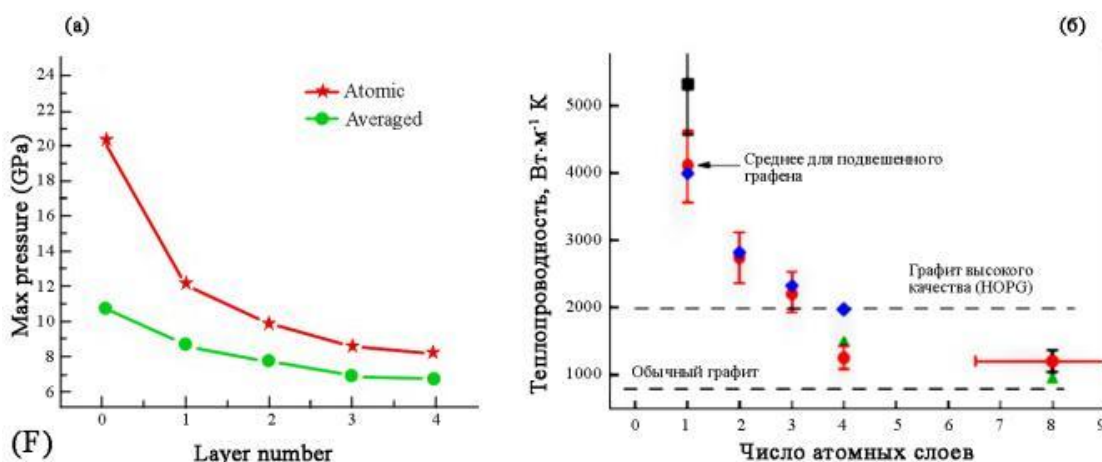 (а)
24
22
20
18
16
14
12
10
8
6
Max pressure (GPa)
Atomic
Averaged
0 1 2 3 4
Layer number
(F)
(б)
5000
4000
3000
2000
1000
Теплопроводность, Вт·м⁻¹ К
Среднее для подвешенного
графена
Графит высокого
качества (HOPG)
Обычный графит
0 1 2 3 4 5 6 7 8 9
Число атомных слоев